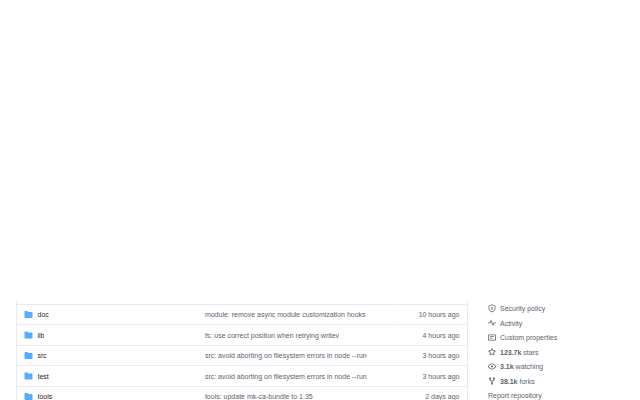 doc module: remove async module customization hooks 10 hours ago
lib fs: use correct position when retrying writev 4 hours ago
src src: avoid aborting on filesystem errors in node --run 3 hours ago
test src: avoid aborting on filesystem errors in node --run 3 hours ago
tools tools: update mk-ca-bundle to 1.35 2 days ago
Security policy
Activity
Custom properties
123.7k stars
3.1k watching
38.1k forks
Report repository